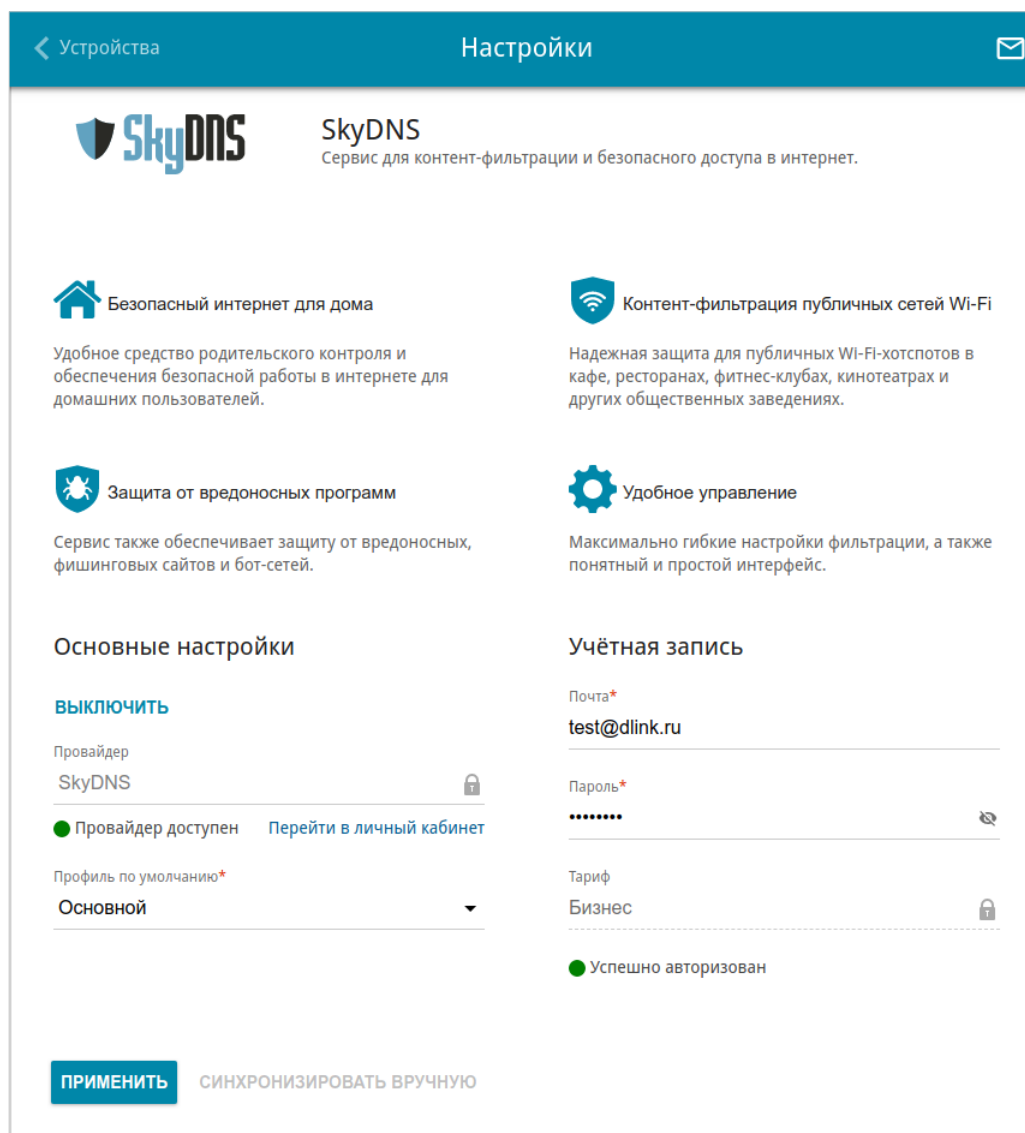 Устройства
Настройки
SkyDNS
SkyDNS
Сервис для контент-фильтрации и безопасного доступа в интернет.
Безопасный интернет для дома
Удобное средство родительского контроля и
обеспечения безопасной работы в интернете для
домашних пользователей.
Контент-фильтрация публичных сетей Wi-Fi
Надежная защита для публичных Wi-Fi-хотспотов в
кафе, ресторанах, фитнес-клубах, кинотеатрах и
других общественных заведениях.
Защита от вредоносных программ
Сервис также обеспечивает защиту от вредоносных,
фишинговых сайтов и бот-сетей.
Удобное управление
Максимально гибкие настройки фильтрации, а также
понятный и простой интерфейс.
Основные настройки
ВЫКЛЮЧИТЬ
Провайдер
SkyDNS
Провайдер доступен
Перейти в личный кабинет
Профиль по умолчанию*
Основной
Учётная запись
Почта*
test@dlink.ru
Пароль*
••••••••
Тариф
Бизнес
Успешно авторизован
ПРИМЕНИТЬ
СИНХРОНИЗИРОВАТЬ ВРУЧНУЮ